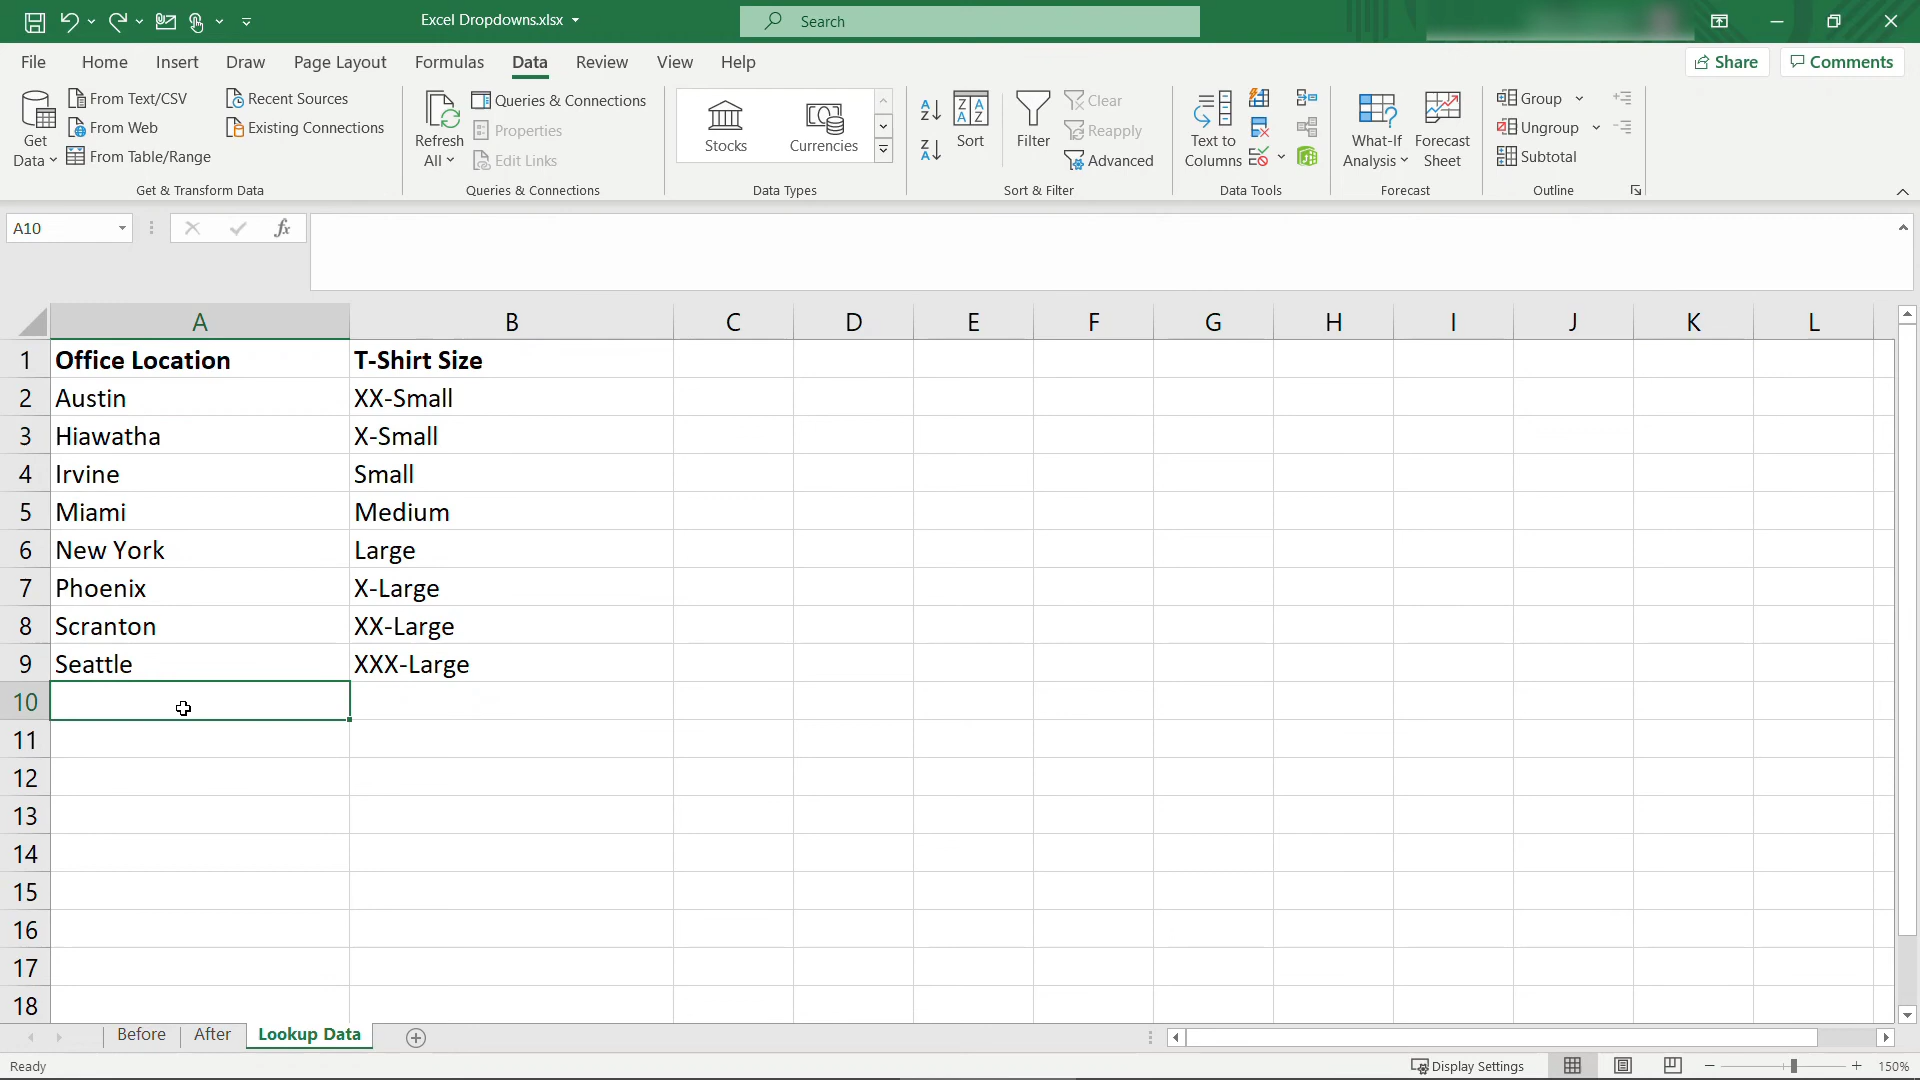 Excel Dropdowns.xlsx
Search
File Home Insert Draw Page Layout Formulas Data Review View Help
Share Comments
Get Data
From Text/CSV
From Web
From Table/Range
Recent Sources
Existing Connections
Get & Transform Data
Refresh All
Queries & Connections
Properties
Edit Links
Queries & Connections
Stocks
Currencies
Data Types
Sort
Filter
Clear
Reapply
Advanced
Sort & Filter
Text to Columns
Data Tools
What-If Analysis
Forecast Sheet
Forecast
Group
Ungroup
Subtotal
Outline
A10
fx
A B C D E F G H I J K L
1 Office Location T-Shirt Size
2 Austin XX-Small
3 Hiawatha X-Small
4 Irvine Small
5 Miami Medium
6 New York Large
7 Phoenix X-Large
8 Scranton XX-Large
9 Seattle XXX-Large
10
11
12
13
14
15
16
17
18
Before After Lookup Data
Ready
Display Settings
150%